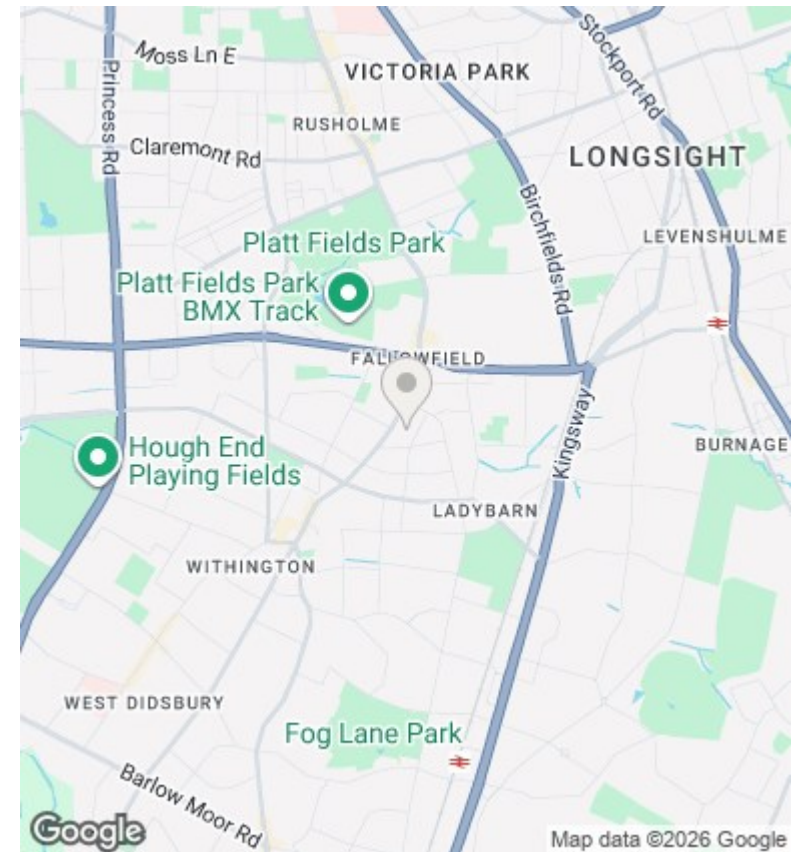 Moss Ln E
Princess Rd
VICTORIA PARK
Stockport Rd
RUSHOLME
Claremont Rd
LONGSIGHT
Birchfields Rd
LEVENSHULME
Platt Fields Park
Platt Fields Park
BMX Track
FALLOWFIELD
Kingsway
Hough End
Playing Fields
BURNAGE
LADYBARN
WITHINGTON
WEST DIDSBURY
Fog Lane Park
Barlow Moor Rd
Google
Map data ©2026 Google